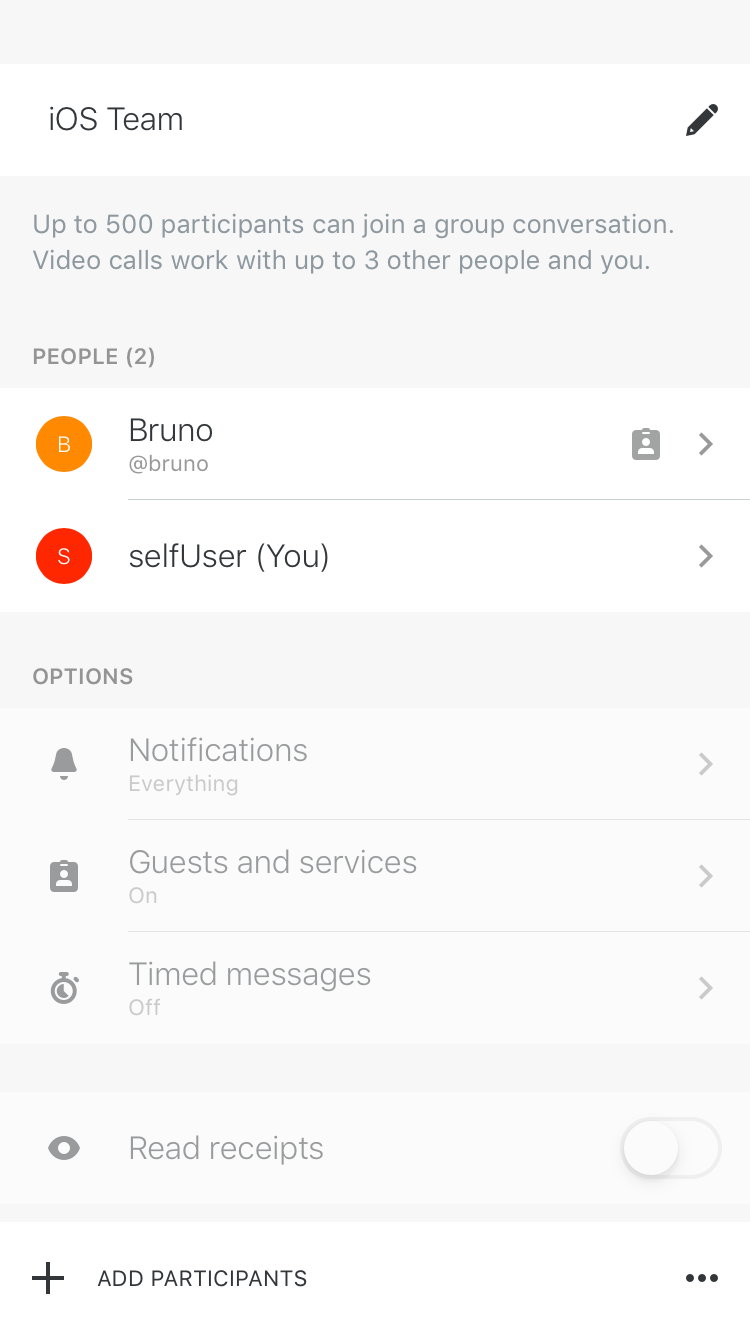 iOS Team
Up to 500 participants can join a group conversation.
Video calls work with up to 3 other people and you.
PEOPLE (2)
B
Bruno
@bruno
S
selfUser (You)
OPTIONS
Notifications
Everything
Guests and services
On
Timed messages
Off
Read receipts
ADD PARTICIPANTS